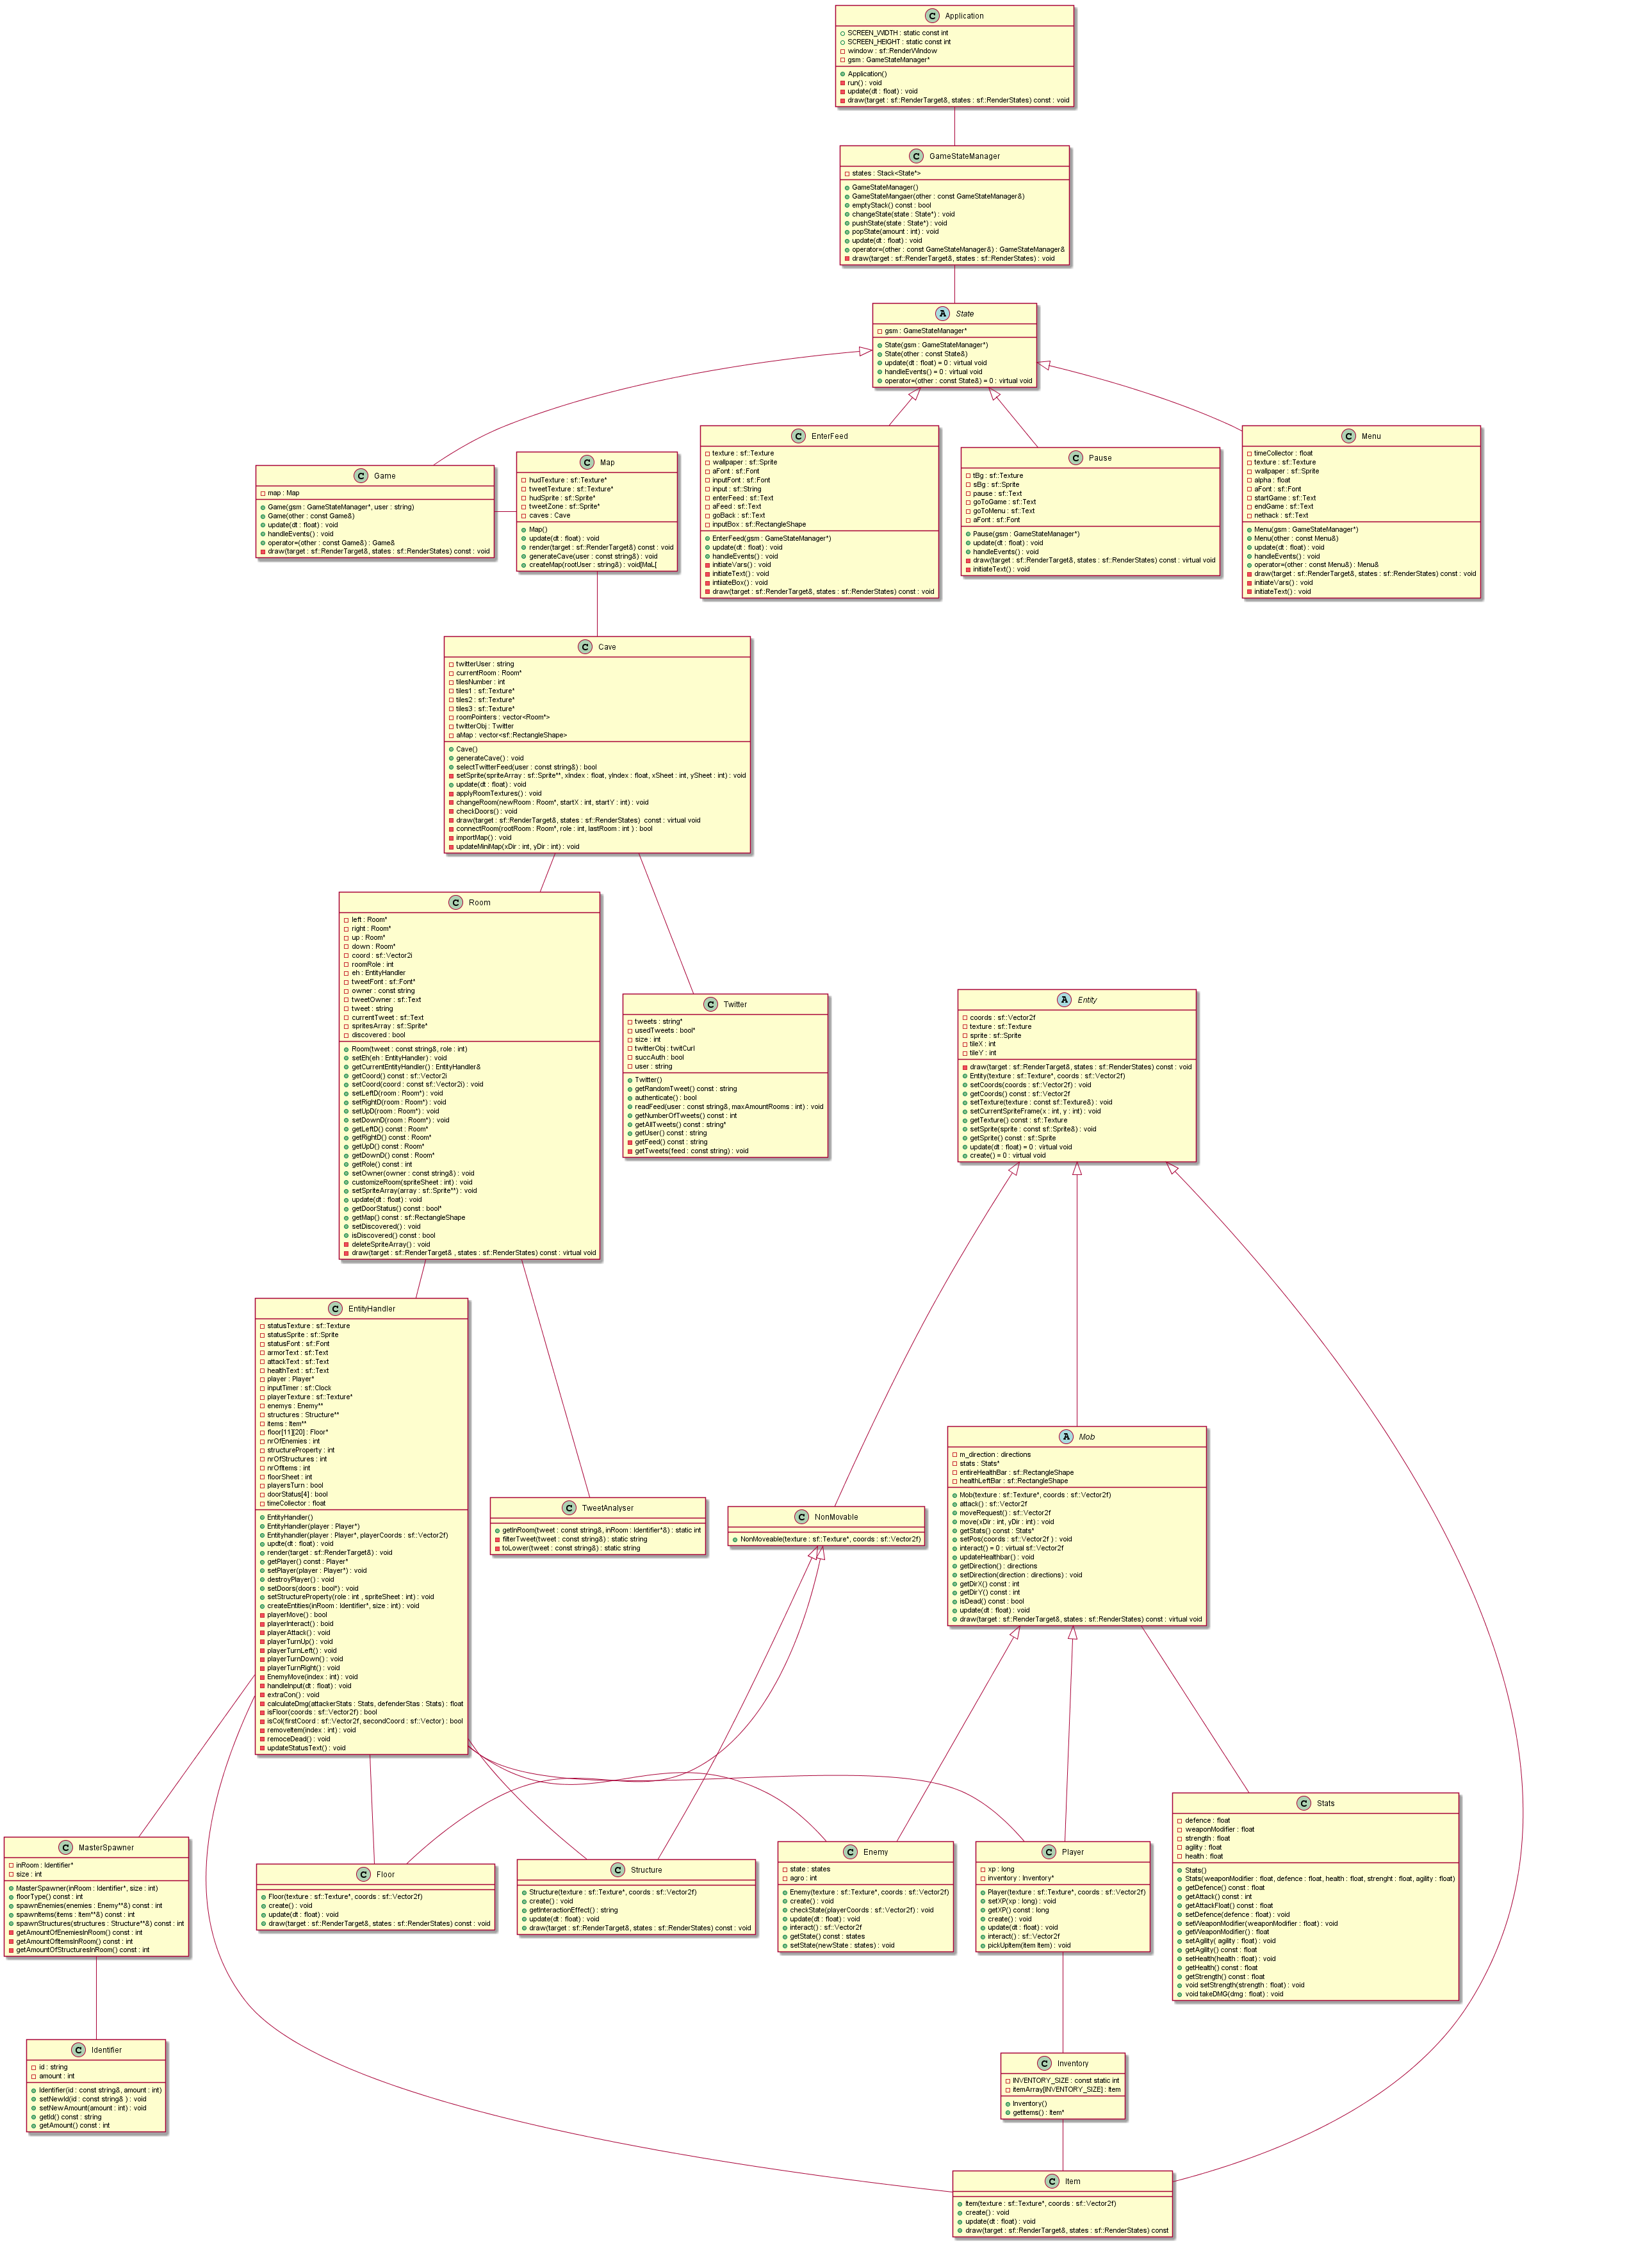 C Application
SCREEN_WIDTH : static const int
SCREEN_HEIGHT : static const int
window : sf::RenderWindow
gsm : GameStateManager*
Application()
run() : void
update(dt : float) : void
draw(target : sf::RenderTarget&, states : sf::RenderStates) const : void
C GameStateManager
states : Stack<State*>
GameStateManager()
GameStateMangaer(other : const GameStateManager&)
emptyStack() const : bool
changeState(state : State*) : void
pushState(state : State*) : void
popState(amount : int) : void
update(dt : float) : void
operator=(other : const GameStateManager&) : GameStateManager&
draw(target : sf::RenderTarget&, states : sf::RenderStates) : void
A State
gsm : GameStateManager*
State(gsm : GameStateManager*)
State(other : const State&)
update(dt : float) = 0 : virtual void
handleEvents() = 0 : virtual void
operator=(other : const State&) = 0 : virtual void
C Game
map : Map
Game(gsm : GameStateManager*, user : string)
Game(other : const Game&)
update(dt : float) : void
handleEvents() : void
operator=(other : const Game&) : Game&
draw(target : sf::RenderTarget&, states : sf::RenderStates) const : void
C Map
hudTexture : sf::Texture*
tweetTexture : sf::Texture*
hudSprite : sf::Sprite*
tweetZone : sf::Sprite*
caves : Cave
Map()
update(dt : float) : void
render(target : sf::RenderTarget&) const : void
generateCave(user : const string&) : void
createMap(rootUser : string&) : void[MaL[
C EnterFeed
texture : sf::Texture
wallpaper : sf::Sprite
aFont : sf::Font
inputFont : sf::Font
input : sf::String
enterFeed : sf::Text
aFeed : sf::Text
goBack : sf::Text
inputBox : sf::RectangleShape
EnterFeed(gsm : GameStateManager*)
update(dt : float) : void
handleEvents() : void
initiateVars() : void
initiateText() : void
intiiateBox() : void
draw(target : sf::RenderTarget&, states : sf::RenderStates) const : void
C Pause
tBg : sf::Texture
sBg : sf::Sprite
pause : sf::Text
goToGame : sf::Text
goToMenu : sf::Text
aFont : sf::Font
Pause(gsm : GameStateManager*)
update(dt : float) : void
handleEvents() : void
draw(target : sf::RenderTarget&, states : sf::RenderStates) const : virtual void
initiateText() : void
C Menu
timeCollector : float
texture : sf::Texture
wallpaper : sf::Sprite
alpha : float
aFont : sf::Font
startGame : sf::Text
endGame : sf::Text
nethack : sf::Text
Menu(gsm : GameStateManager*)
Menu(other : const Menu&)
update(dt : float) : void
handleEvents() : void
operator=(other : const Menu&) : Menu&
draw(target : sf::RenderTarget&, states : sf::RenderStates) const : void
initiateVars() : void
initiateText() : void
C Cave
twitterUser : string
currentRoom : Room*
tilesNumber : int
tiles1 : sf::Texture*
tiles2 : sf::Texture*
tiles3 : sf::Texture*
roomPointers : vector<Room*>
twitterObj : Twitter
aMap : vector<sf::RectangleShape>
Cave()
generateCave() : void
selectTwitterFeed(user : const string&) : bool
setSprite(spriteArray : sf::Sprite**, xIndex : float, yIndex : float, xSheet : int, ySheet : int) : void
update(dt : float) : void
applyRoomTextures() : void
changeRoom(newRoom : Room*, startX : int, startY : int) : void
checkDoors() : void
draw(target : sf::RenderTarget&, states : sf::RenderStates)  const : virtual void
connectRoom(rootRoom : Room*, role : int, lastRoom : int ) : bool
importMap() : void
updateMiniMap(xDir : int, yDir : int) : void
C Room
left : Room*
right : Room*
up : Room*
down : Room*
coord : sf::Vector2i
roomRole : int
eh : EntityHandler
tweetFont : sf::Font*
owner : const string
tweetOwner : sf::Text
tweet : string
currentTweet : sf::Text
spritesArray : sf::Sprite*
discovered : bool
Room(tweet : const string&, role : int)
setEh(eh : EntityHandler) : void
getCurrentEntityHandler() : EntityHandler&
getCoord() const : sf::Vector2i
setCoord(coord : const sf::Vector2i) : void
setLeftD(room : Room*) : void
setRightD(room : Room*) : void
setUpD(room : Room*) : void
setDownD(room : Room*) : void
getLeftD() const : Room*
getRightD() const : Room*
getUpD() const : Room*
getDownD() const : Room*
getRole() const : int
setOwner(owner : const string&) : void
customizeRoom(spriteSheet : int) : void
setSpriteArray(array : sf::Sprite**) : void
update(dt : float) : void
getDoorStatus() const : bool*
getMap() const : sf::RectangleShape
setDiscovered() : void
isDiscovered() const : bool
deleteSpriteArray() : void
draw(target : sf::RenderTarget& , states : sf::RenderStates) const : virtual void
C Twitter
tweets : string*
usedTweets : bool*
size : int
twitterObj : twitCurl
succAuth : bool
user : string
Twitter()
getRandomTweet() const : string
authenticate() : bool
readFeed(user : const string&, maxAmountRooms : int) : void
getNumberOfTweets() const : int
getAllTweets() const : string*
getUser() const : string
getFeed() const : string
getTweets(feed : const string) : void
A Entity
coords : sf::Vector2f
texture : sf::Texture
sprite : sf::Sprite
tileX : int
tileY : int
draw(target : sf::RenderTarget&, states : sf::RenderStates) const : void
Entity(texture : sf::Texture*, coords : sf::Vector2f)
setCoords(coords : sf::Vector2f) : void
getCoords() const : sf::Vector2f
setTexture(texture : const sf::Texture&) : void
setCurrentSpriteFrame(x : int, y : int) : void
getTexture() const : sf::Texture
setSprite(sprite : const sf::Sprite&) : void
getSprite() const : sf::Sprite
update(dt : float) = 0 : virtual void
create() = 0 : virtual void
C EntityHandler
statusTexture : sf::Texture
statusSprite : sf::Sprite
statusFont : sf::Font
armorText : sf::Text
attackText : sf::Text
healthText : sf::Text
player : Player*
inputTimer : sf::Clock
playerTexture : sf::Texture*
enemys : Enemy**
structures : Structure**
items : Item**
floor[11][20] : Floor*
nrOfEnemies : int
structureProperty : int
nrOfStructures : int
nrOfItems : int
floorSheet : int
playersTurn : bool
doorStatus[4] : bool
timeCollector : float
EntityHandler()
EntityHandler(player : Player*)
Entityhandler(player : Player*, playerCoords : sf::Vector2f)
updte(dt : float) : void
render(target : sf::RenderTarget&) : void
getPlayer() const : Player*
setPlayer(player : Player*) : void
destroyPlayer() : void
setDoors(doors : bool*) : void
setStructureProperty(role : int , spriteSheet : int) : void
createEntities(inRoom : Identifier*, size : int) : void
playerMove() : bool
playerInteract() : bold
playerAttack() : void
playerTurnUp() : void
playerTurnLeft() : void
playerTurnDown() : void
playerTurnRight() : void
EnemyMove(index : int) : void
handleInput(dt : float) : void
extraCon() : void
calculateDmg(attackerStats : Stats, defenderStas : Stats) : float
isFloor(coords : sf::Vector2f) : bool
isCol(firstCoord : sf::Vector2f, secondCoord : sf::Vector) : bool
removeItem(index : int) : void
remoceDead() : void
updateStatusText() : void
C TweetAnalyser
getInRoom(tweet : const string&, inRoom : Identifier*&) : static int
filterTweet(tweet : const string&) : static string
toLower(tweet : const string&) : static string
C NonMovable
NonMoveable(texture : sf::Texture*, coords : sf::Vector2f)
A Mob
m_direction : directions
stats : Stats*
entireHealthBar : sf::RectangleShape
healthLeftBar : sf::RectangleShape
Mob(texture : sf::Texture*, coords : sf::Vector2f)
attack() : sf::Vector2f
moveRequest() : sf::Vector2f
move(xDir : int, yDir : int) : void
getStats() const : Stats*
setPos(coords : sf::Vector2f ) : void
interact() = 0 : virtual sf::Vector2f
updateHealthbar() : void
getDirection() : directions
setDirection(direction : directions) : void
getDirX() const : int
getDirY() const : int
isDead() const : bool
update(dt : float) : void
draw(target : sf::RenderTarget&, states : sf::RenderStates) const : virtual void
C MasterSpawner
inRoom : Identifier*
size : int
MasterSpawner(inRoom : Identifier*, size : int)
floorType() const : int
spawnEnemies(enemies : Enemy**&) const : int
spawnItems(items : Item**&) const : int
spawnStructures(structures : Structure**&) const : int
getAmountOfEnemiesInRoom() const : int
getAmountOfItemsInRoom() const : int
getAmountOfStructuresInRoom() const : int
C Floor
Floor(texture : sf::Texture*, coords : sf::Vector2f)
create() : void
update(dt : float) : void
draw(target : sf::RenderTarget&, states : sf::RenderStates) const : void
C Structure
Structure(texture : sf::Texture*, coords : sf::Vector2f)
create() : void
getInteractionEffect() : string
update(dt : float) : void
draw(target : sf::RenderTarget&, states : sf::RenderStates) const : void
C Enemy
state : states
agro : int
Enemy(texture : sf::Texture*, coords : sf::Vector2f)
create() : void
checkState(playerCoords : sf::Vector2f) : void
update(dt : float) : void
interact() : sf::Vector2f
getState() const : states
setState(newState : states) : void
C Player
xp : long
inventory : Inventory*
Player(texture : sf::Texture*, coords : sf::Vector2f)
setXP(xp : long) : void
getXP() const : long
create() : void
update(dt : float) : void
interact() : sf::Vector2f
pickUpItem(item Item) : void
C Stats
defence : float
weaponModifier : float
strength : float
agility : float
health : float
Stats()
Stats(weaponModifier : float, defence : float, health : float, strenght : float, agility : float)
getDefence() const : float
getAttack() const : int
getAttackFloat() const : float
setDefence(defence : float) : void
setWeaponModifier(weaponModifier : float) : void
getWeaponModifier() : float
setAgility( agility : float) : void
getAgility() const : float
setHealth(health : float) : void
getHealth() const : float
getStrength() const : float
void setStrength(strength : float) : void
void takeDMG(dmg : float) : void
C Identifier
id : string
amount : int
Identifier(id : const string&, amount : int)
setNewId(id : const string& ) : void
setNewAmount(amount : int) : void
getId() const : string
getAmount() const : int
C Inventory
INVENTORY_SIZE : const static int
itemArray[INVENTORY_SIZE] : Item
Inventory()
getItems() : Item*
C Item
Item(texture : sf::Texture*, coords : sf::Vector2f)
create() : void
update(dt : float) : void
draw(target : sf::RenderTarget&, states : sf::RenderStates) const